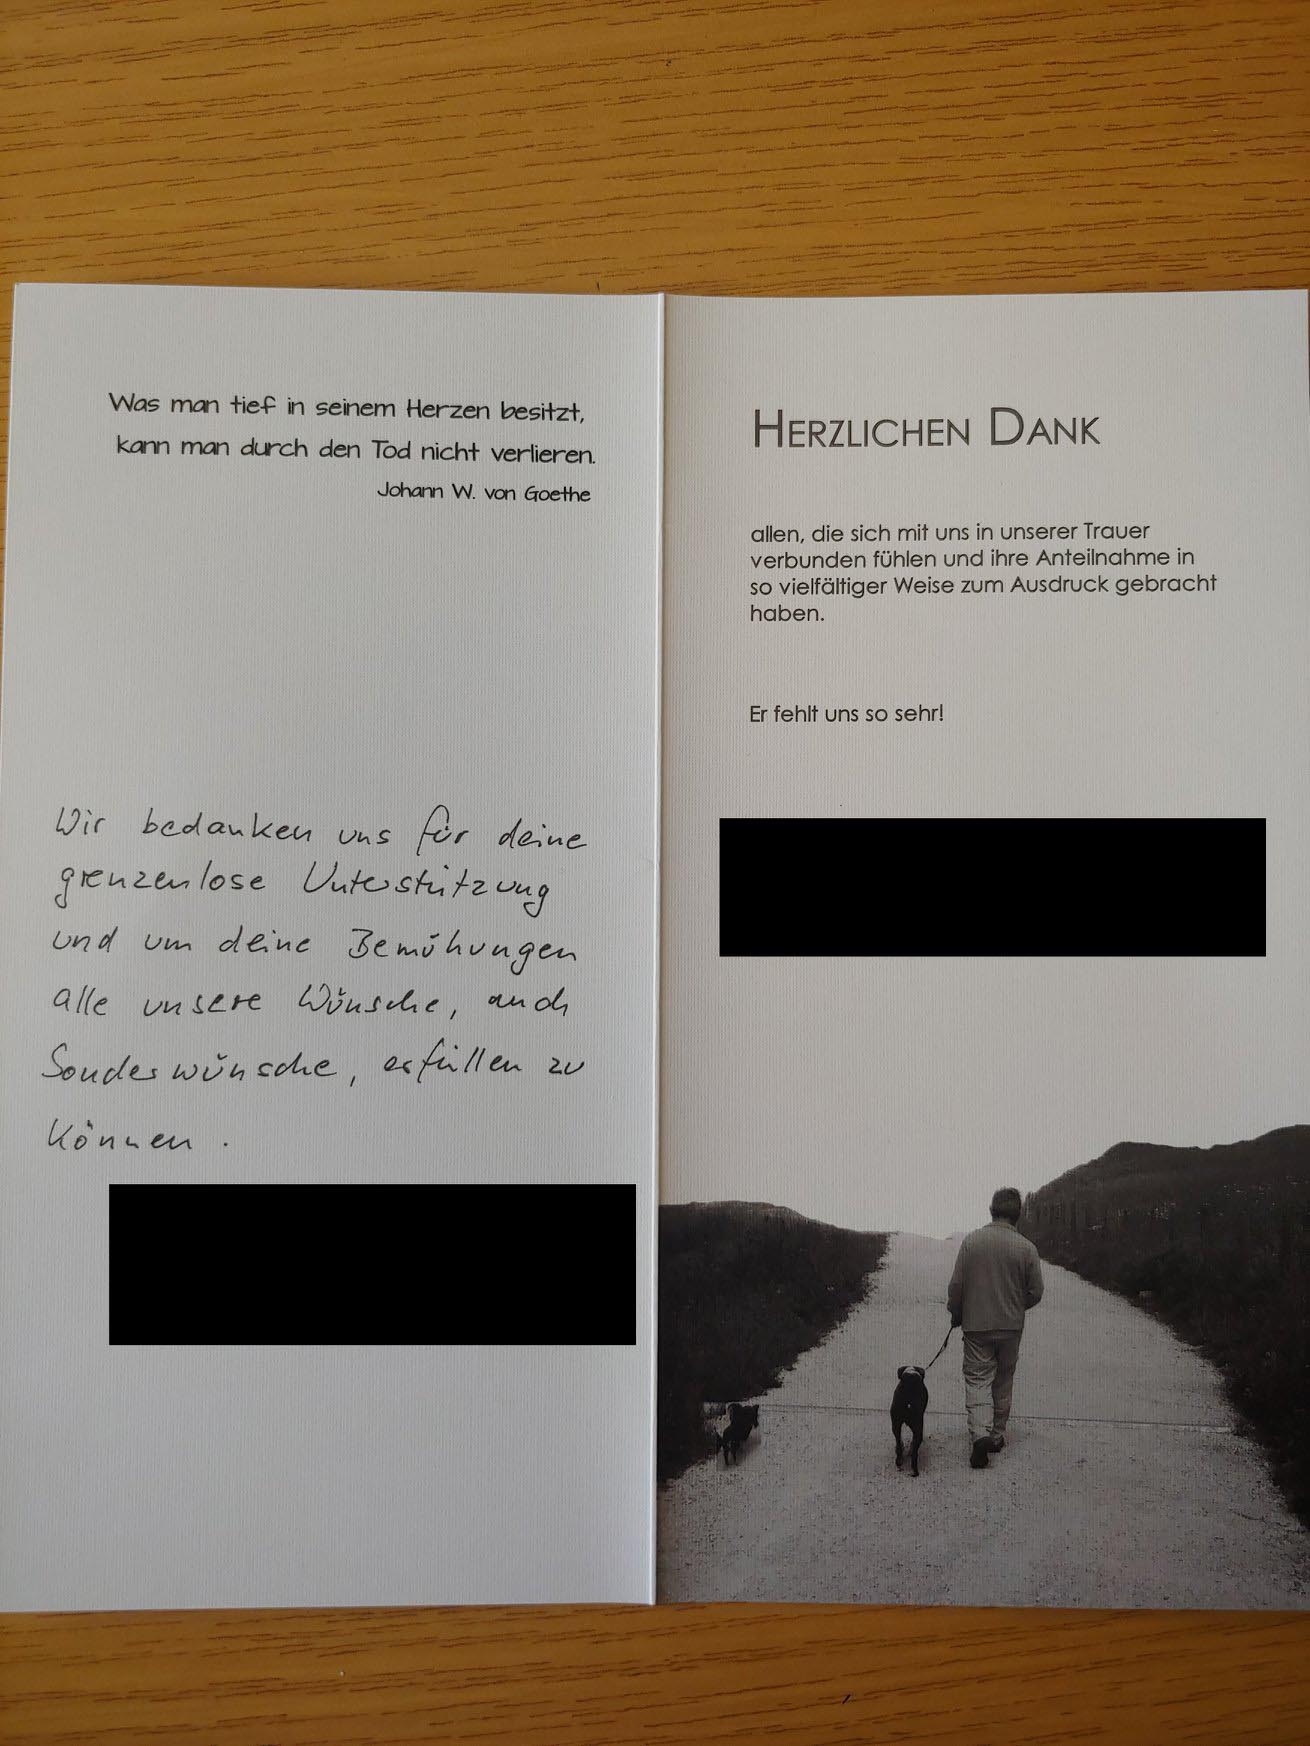 Was man tief in seinem Herzen besitzt,
kann man durch den Tod nicht verlieren.
Johann W. von Goethe
Wir bedanken uns für deine
grenzenlose Unterstützung
und um deine Bemühungen
alle unsere Wünsche, auch
Sonderwünsche, erfüllen zu
können.
HERZLICHEN DANK
allen, die sich mit uns in unserer Trauer
verbunden fühlen und ihre Anteilnahme in
so vielfältiger Weise zum Ausdruck gebracht
haben.
Er fehlt uns so sehr!